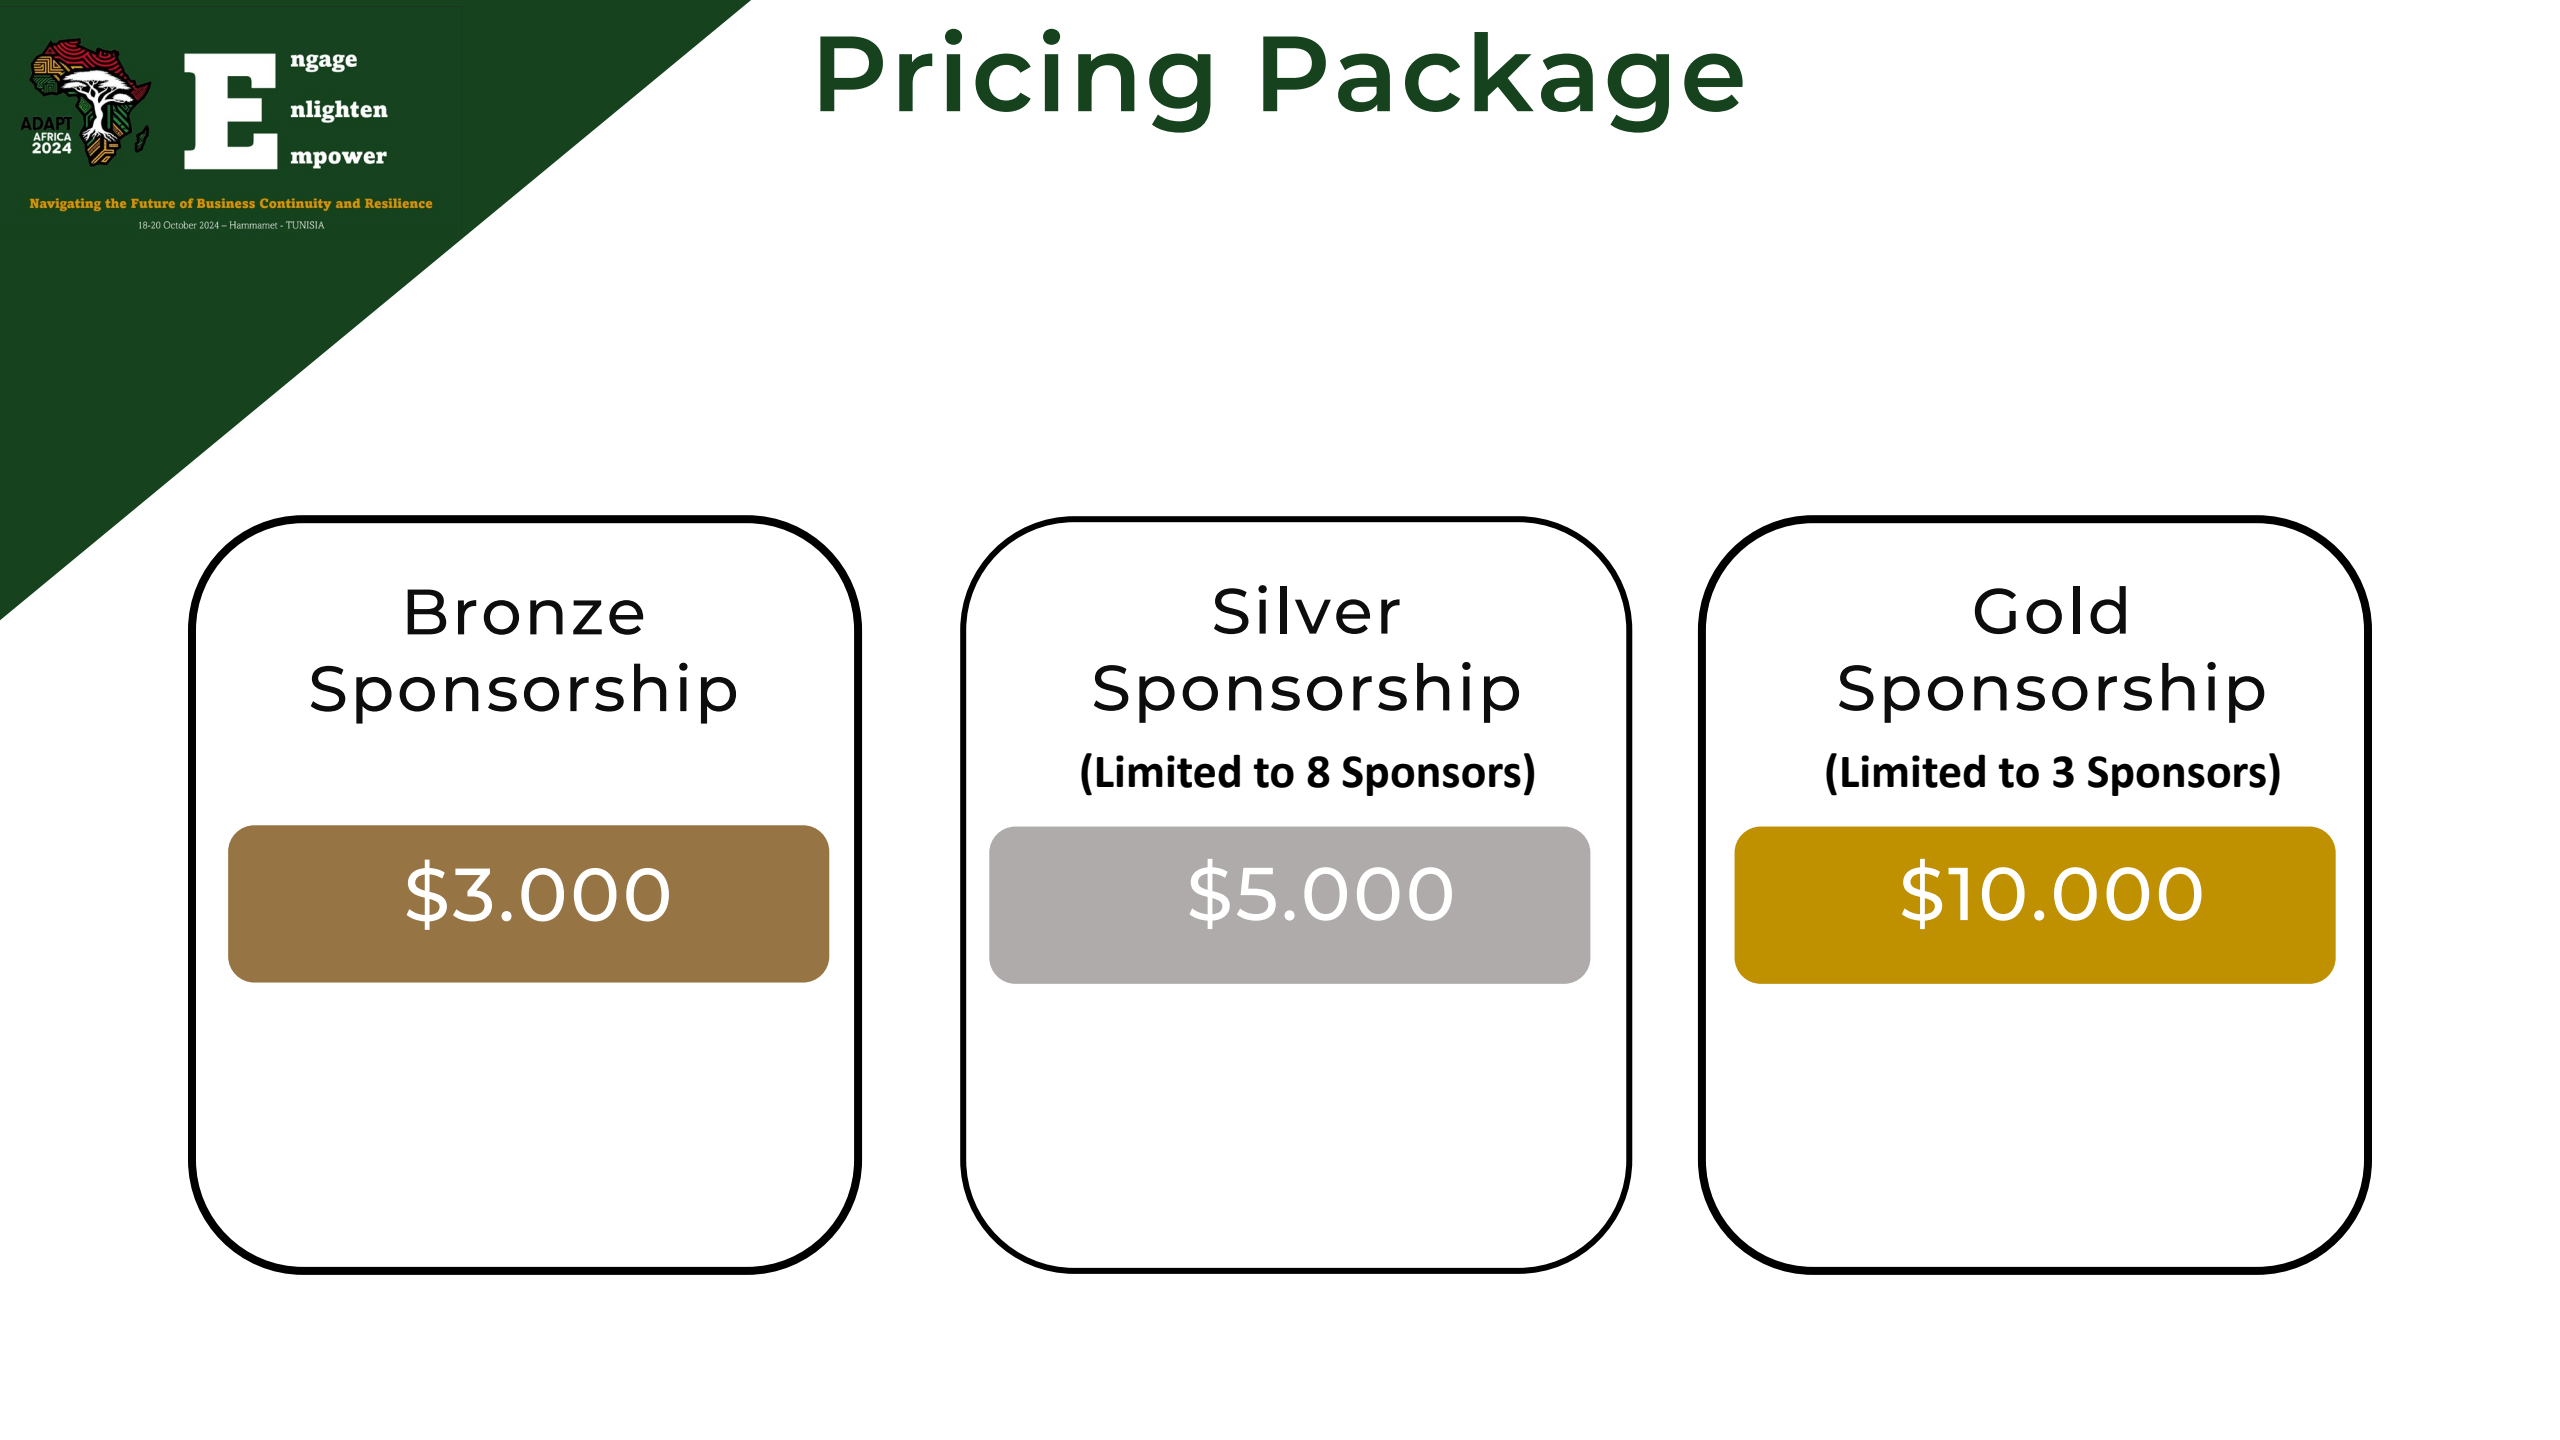 Pricing Package
ADAPT
AFRICA
2024
E
ngage
nlighten
mpower
Navigating the Future of Business Continuity and Resilience
18-20 October 2024 – Hammamet - TUNISIA
Bronze
Sponsorship
$3.000
Silver
Sponsorship
(Limited to 8 Sponsors)
$5.000
Gold
Sponsorship
(Limited to 3 Sponsors)
$10.000